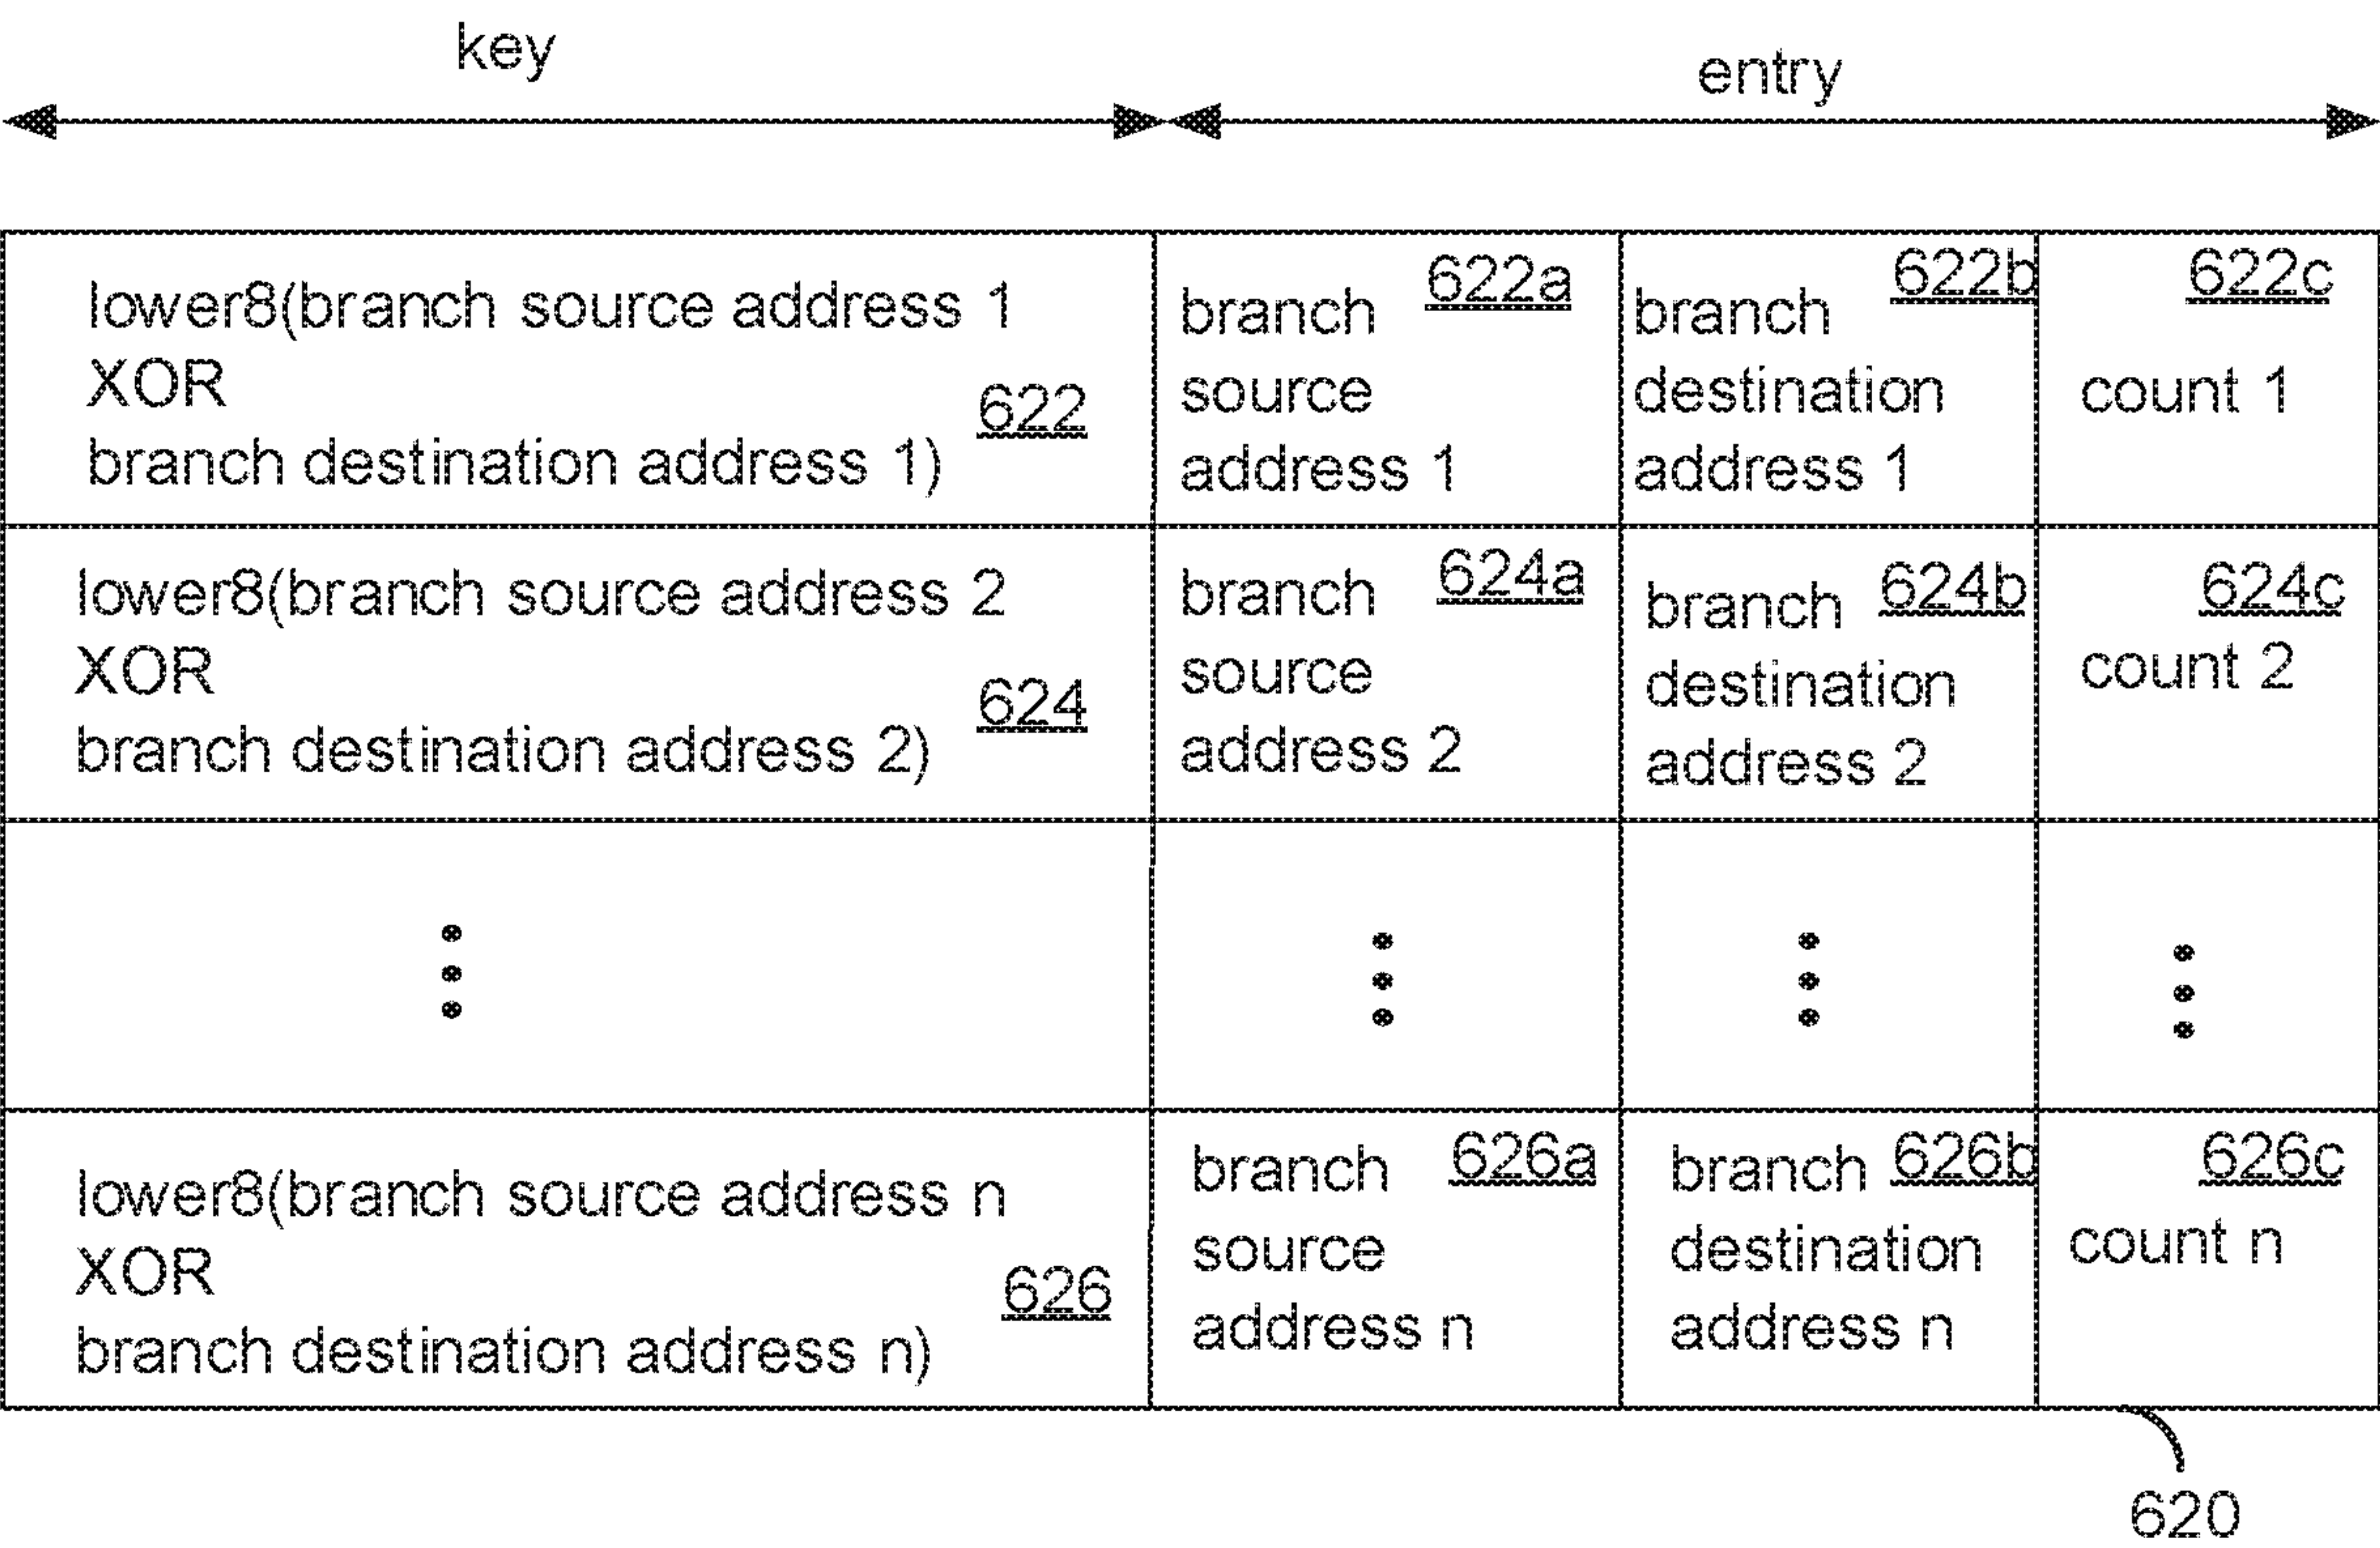 key
entry
lower8(branch source address 1
XOR
622
branch destination address 1)
branch
622a
source
address 1
branch
622b
destination
address 1
622c
count 1
lower8(branch source address 2
XOR
624
branch destination address 2)
branch
624a
source
address 2
branch
624b
destination
address 2
624c
count 2
lower8(branch source address n
XOR
626
branch destination address n)
branch
626a
source
address n
branch
626b
destination
address n
626c
count n
620